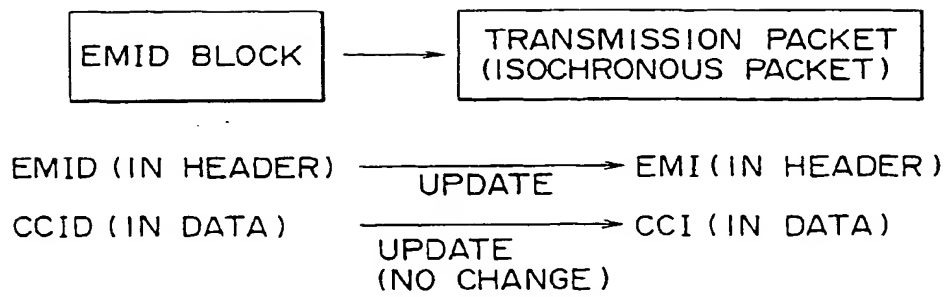 EMID BLOCK
TRANSMISSION PACKET
(ISOCHRONOUS PACKET)
EMID (IN HEADER)
UPDATE
EMI (IN HEADER)
CCID (IN DATA)
UPDATE
(NO CHANGE)
CCI (IN DATA)